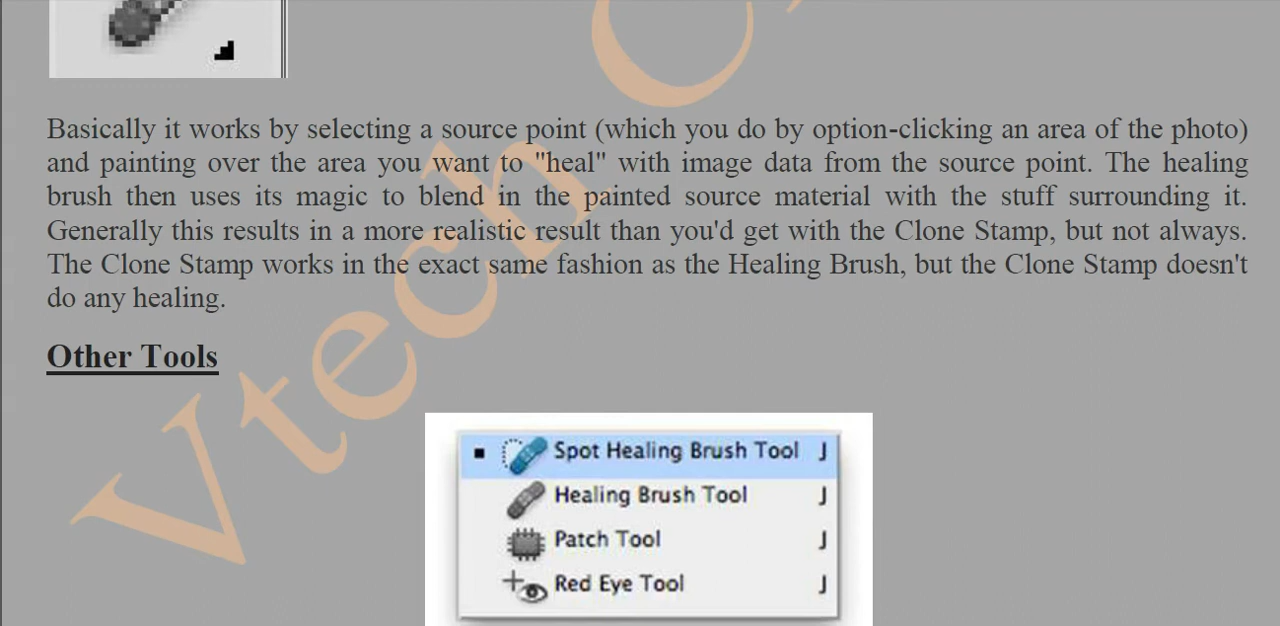 Basically it works by selecting a source point (which you do by option-clicking an area of the photo)
and painting over the area you want to "heal" with image data from the source point. The healing
brush then uses its magic to blend in the painted source material with the stuff surrounding it.
Generally this results in a more realistic result than you'd get with the Clone Stamp, but not always.
The Clone Stamp works in the exact same fashion as the Healing Brush, but the Clone Stamp doesn't
do any healing.
Other Tools
Spot Healing Brush Tool J
Healing Brush Tool J
Patch Tool J
Red Eye Tool J
Vtech